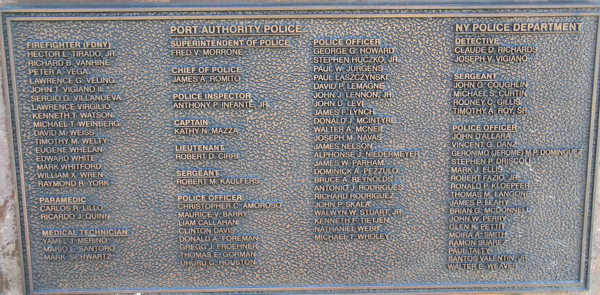 FIREFIGHTER (FDNY)
HECTOR L. TIRADO, JR.
RICHARD B. VANHINE
PETER A. VEGA
LAWRENCE G. VELING
JOHN T. VIGIANO II
SERGIO G. VILLANUEVA
LAWRENCE VIRGILIO
KENNETH T. WATSON
MICHAEL T. WEINBERG
DAVID M. WEISS
TIMOTHY M. WELTY
EUGENE WHELAN
EDWARD WHITE
MARK WHITFORD
WILLIAM X. WREN
RAYMOND R. YORK
PARAMEDIC
CARLOS R. LILLO
RICARDO J. QUINN
MEDICAL TECHNICIAN
YAMEL J. MERINO
MARIO L. SANTORO
MARK SCHWARTZ
PORT AUTHORITY POLICE
SUPERINTENDENT OF POLICE
FRED V. MORRONE
CHIEF OF POLICE
JAMES A. ROMITO
POLICE INSPECTOR
ANTHONY P. INFANTE, JR.
CAPTAIN
KATHY N. MAZZA
LIEUTENANT
ROBERT D. CIRRI
SERGEANT
ROBERT M. KAULFERS
POLICE OFFICER
CHRISTOPHER C. AMOROSO
MAURICE V. BARRY
LIAM CALLAHAN
CLINTON DAVIS
DONALD A. FOREMAN
GREGG J. FROEHNER
THOMAS E. GORMAN
UHURU G. HOUSTON
POLICE OFFICER
GEORGE G. HOWARD
STEPHEN HUCZKO, JR.
PAUL W. JURGENS
PAUL LASZCZYNSKI
DAVID P. LEMAGNE
JOHN J. LENNON, JR.
JOHN D. LEVI
JAMES F. LYNCH
DONALD J. MCINTYRE
WALTER A. MCNEIL
JOSEPH M. NAVAS
JAMES NELSON
ALPHONSE J. NIEDERMEYER
JAMES W. PARHAM
DOMINICK A. PEZZULO
BRUCE A. REYNOLDS
ANTONIO J. RODRIGUES
RICHARD RODRIGUEZ
JOHN P. SKALA
WALWYN W. STUART, JR.
KENNETH F. TIETJEN
NATHANIEL WEBB
MICHAEL T. WHOLEY
NY POLICE DEPARTMENT
DETECTIVE
CLAUDE D. RICHARDS
JOSEPH V. VIGIANO
SERGEANT
JOHN G. COUGHLIN
MICHAEL S. CURTIN
RODNEY C. GILLIS
TIMOTHY A. ROY, SR.
POLICE OFFICER
JOHN D'ALLARA
VINCENT G. DANZ
GERONIMO (JEROME) M.P. DOMINGUEZ
STEPHEN P. DRISCOLL
MARK J. ELLIS
ROBERT FAZIO, JR.
RONALD P. KLOEPFER
THOMAS M. LANGONE
JAMES P. LEAHY
BRIAN G. MCDONNELL
JOHN W. PERRY
GLEN K. PETTIT
MOIRA A. SMITH
RAMON SUAREZ
PAUL TALTY
SANTOS VALENTIN, JR.
WALTER E. WEAVER